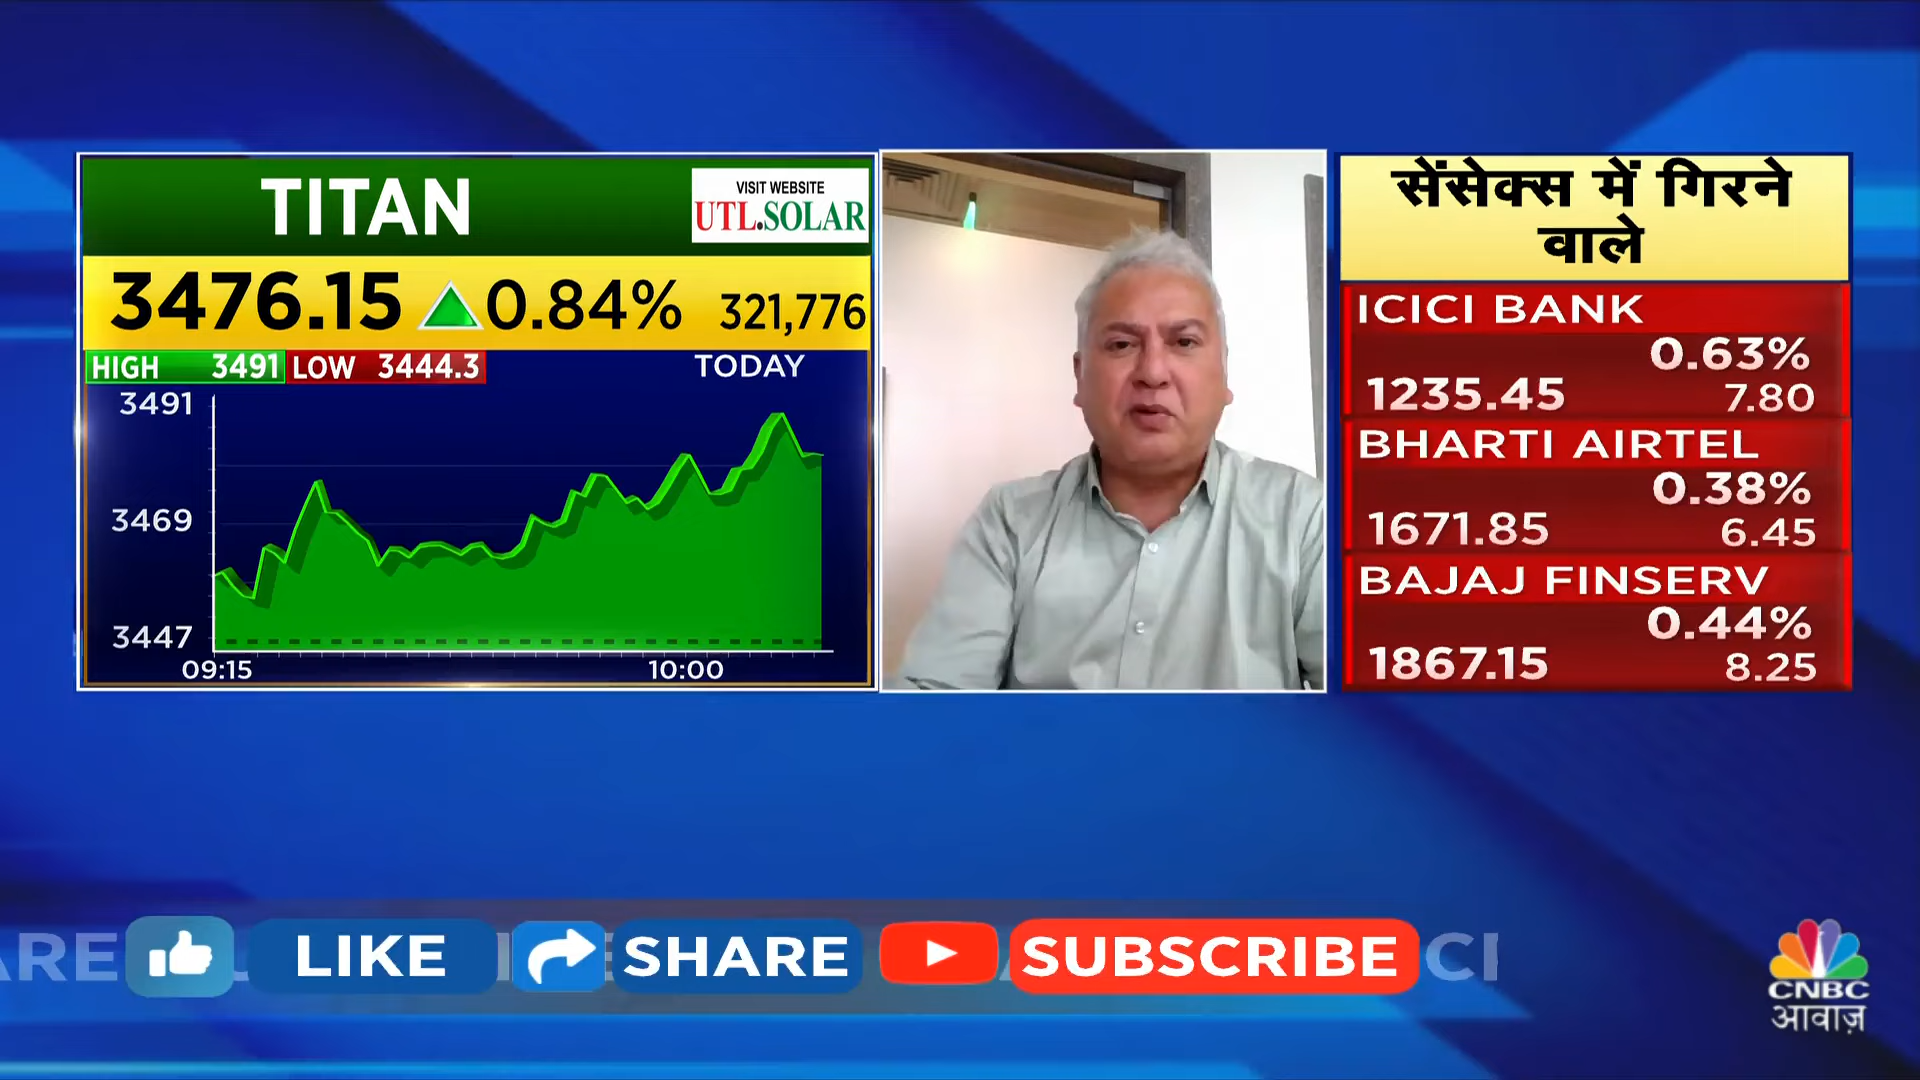 TITAN
VISIT WEBSITE
UTL.SOLAR
3476.15 0.84% 321,776
HIGH 3491 LOW 3444.3 TODAY
3491
3469
3447
09:15 10:00
सेंसेक्स में गिरने
वाले
ICICI BANK
0.63%
1235.45 7.80
BHARTI AIRTEL
0.38%
1671.85 6.45
BAJAJ FINSERV
0.44%
1867.15 8.25
LIKE SHARE SUBSCRIBE
CNBC
आवाज़